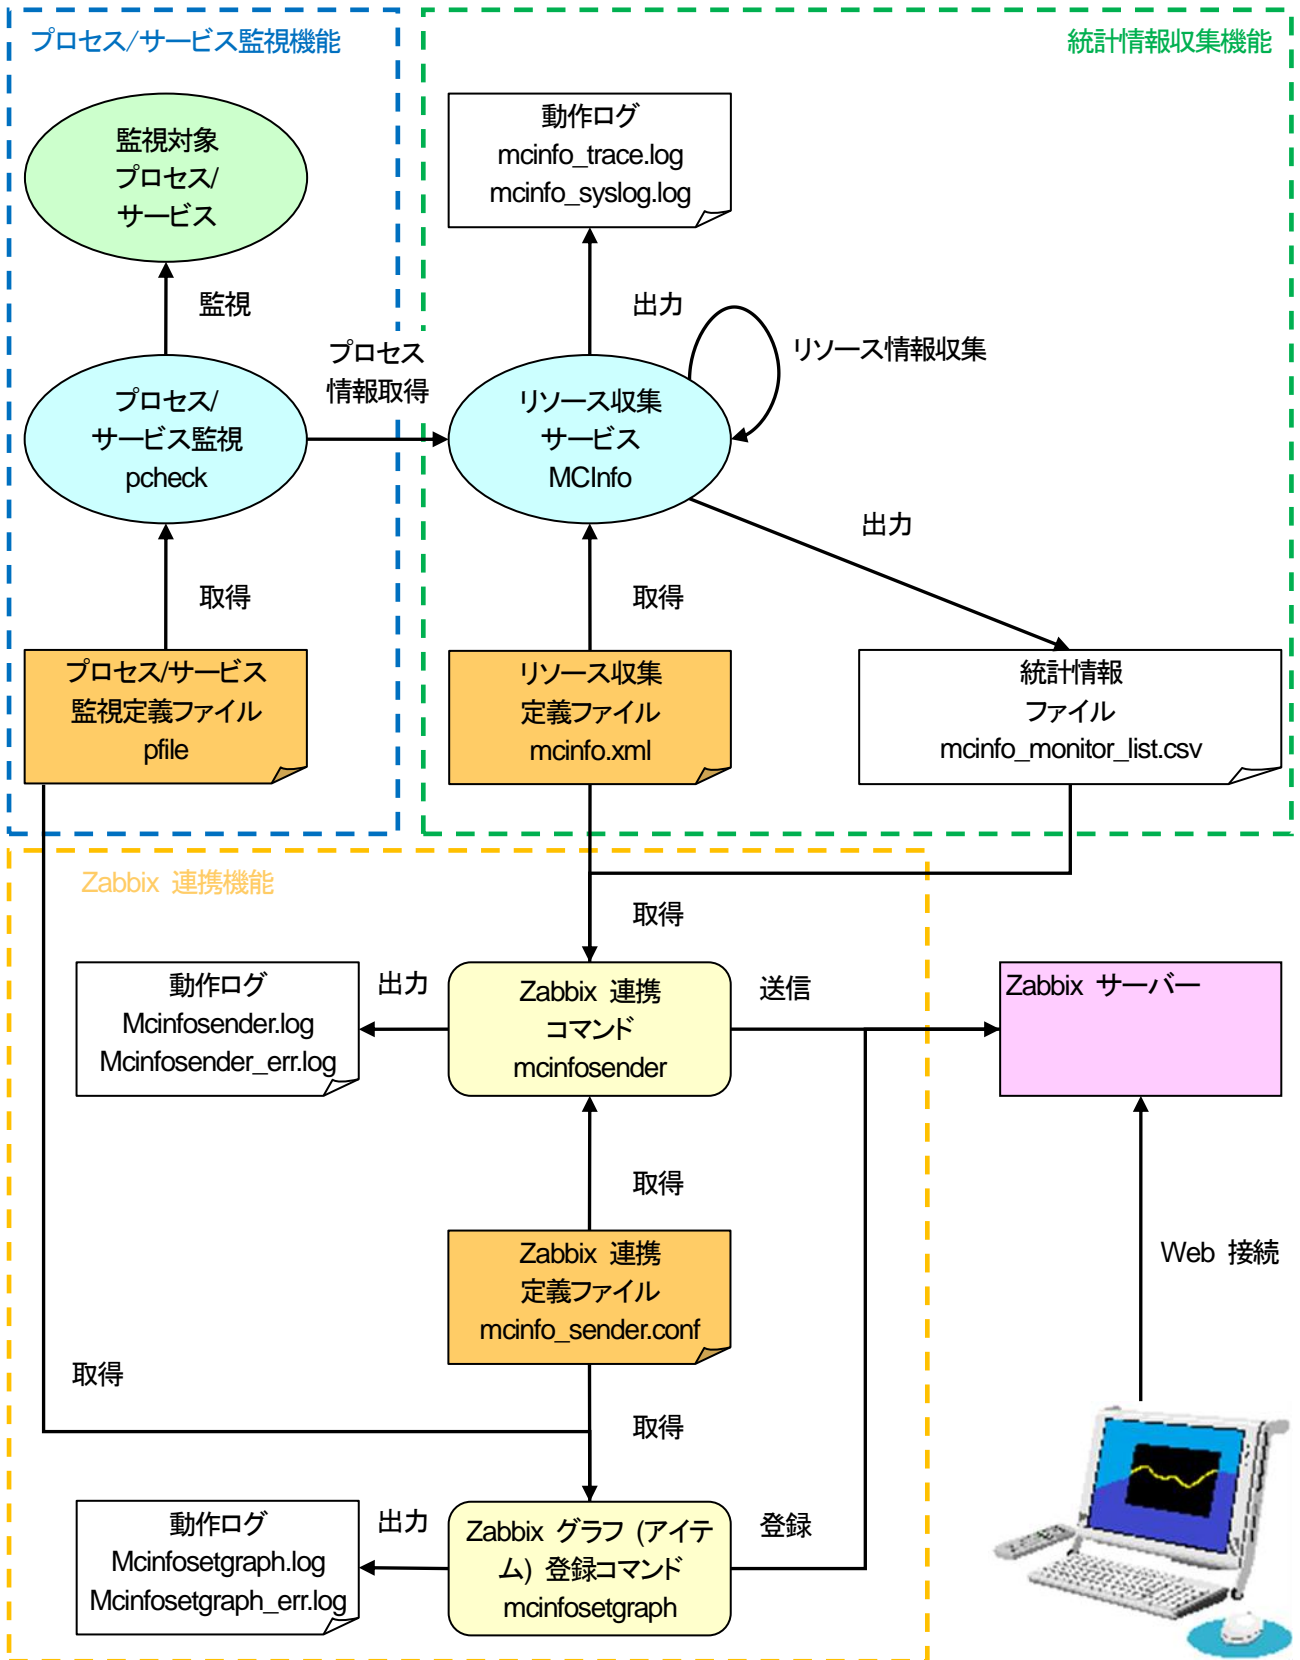 プロセス/サービス監視機能
統計情報収集機能
監視対象
プロセス/
サービス
動作ログ
mcinfo_trace.log
mcinfo_syslog.log
監視
出力
リソース情報収集
プロセス
情報取得
プロセス/
サービス監視
pcheck
リソース収集
サービス
MCInfo
出力
取得
取得
プロセス/サービス
監視定義ファイル
pfile
リソース収集
定義ファイル
mcinfo.xml
統計情報
ファイル
mcinfo_monitor_list.csv
Zabbix 連携機能
取得
動作ログ
Mcinfosender.log
Mcinfosender_err.log
出力
Zabbix 連携
コマンド
mcinfosender
送信
Zabbix サーバー
取得
Zabbix 連携
定義ファイル
mcinfo_sender.conf
Web 接続
取得
取得
動作ログ
Mcinfosetgraph.log
Mcinfosetgraph_err.log
出力
Zabbix グラフ (アイテ
ム) 登録コマンド
mcinfosetgraph
登録